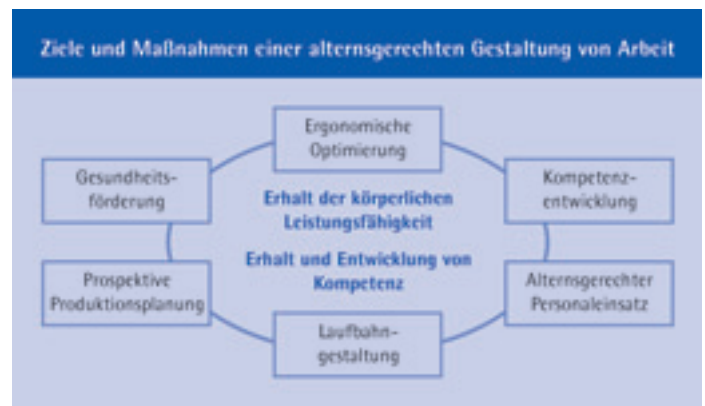 Ziele und Maßnahmen einer alternsgerechten Gestaltung von Arbeit
Ergonomische
Optimierung
Gesundheits-
förderung
Kompetenz-
entwicklung
Erhalt der körperlichen
Leistungsfähigkeit
Erhalt und Entwicklung von
Kompetenz
Prospektive
Produktionsplanung
Alternsgerechter
Personaleinsatz
Laufbahn-
gestaltung